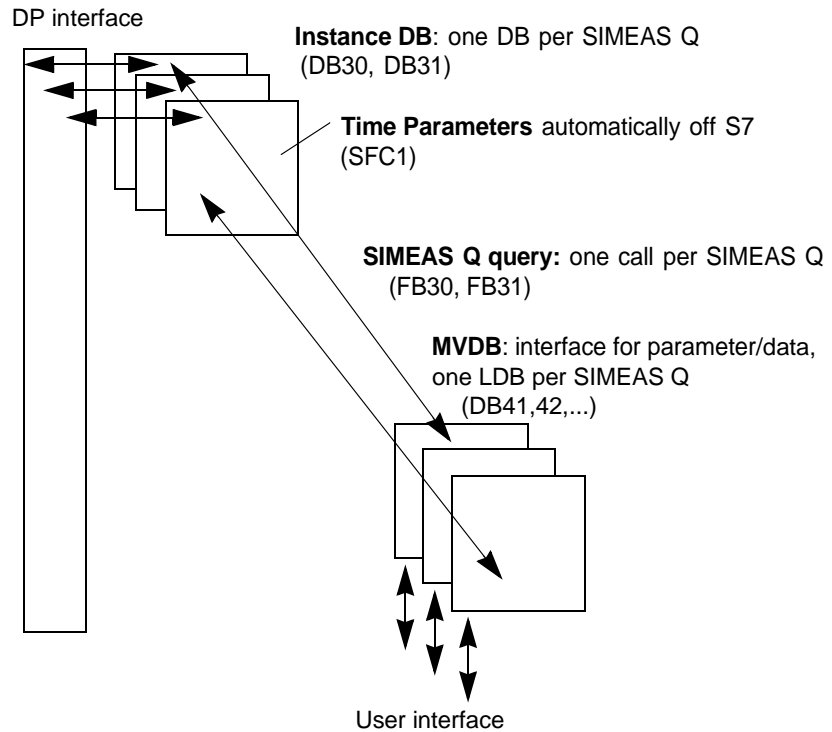 DP interface
Instance DB: one DB per SIMEAS Q
(DB30, DB31)
Time Parameters automatically off S7
(SFC1)
SIMEAS Q query: one call per SIMEAS Q
(FB30, FB31)
MVDB: interface for parameter/data,
one LDB per SIMEAS Q
(DB41,42,...)
User interface